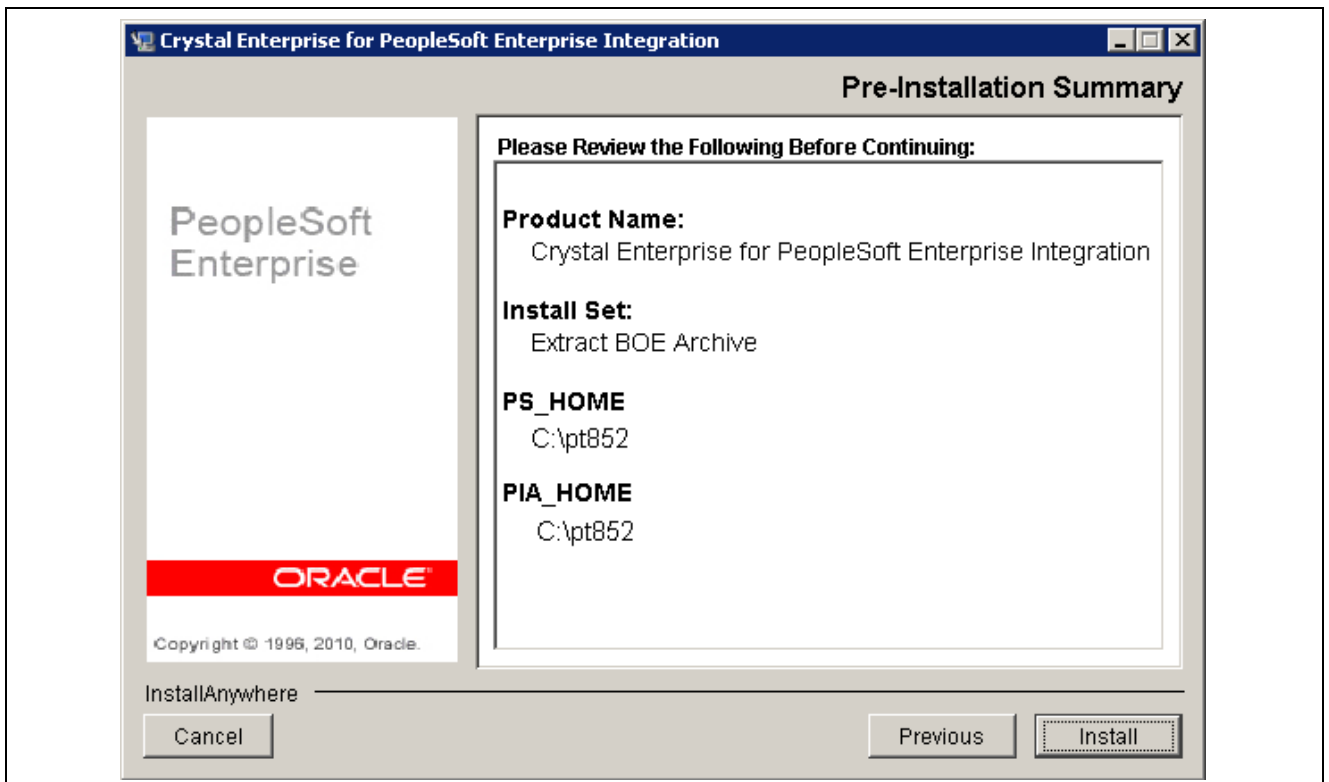 Crystal Enterprise for PeopleSoft Enterprise Integration
Pre-Installation Summary
PeopleSoft
Enterprise
ORACLE
Copyright © 1996, 2010, Oracle.
Please Review the Following Before Continuing:
Product Name:
Crystal Enterprise for PeopleSoft Enterprise Integration
Install Set:
Extract BOE Archive
PS_HOME
C:\pt852
PIA_HOME
C:\pt852
InstallAnywhere
Cancel
Previous
Install